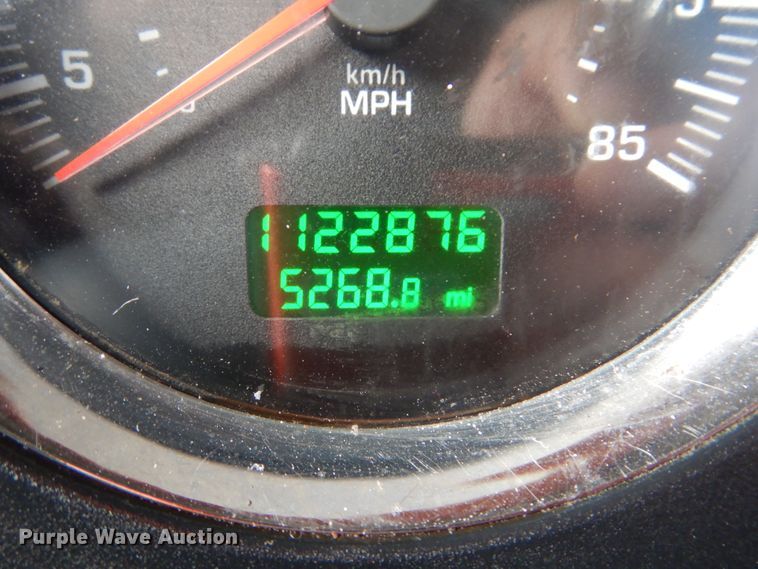 5
km/h
MPH
85
1122876
5268.8 mi
Purple Wave Auction